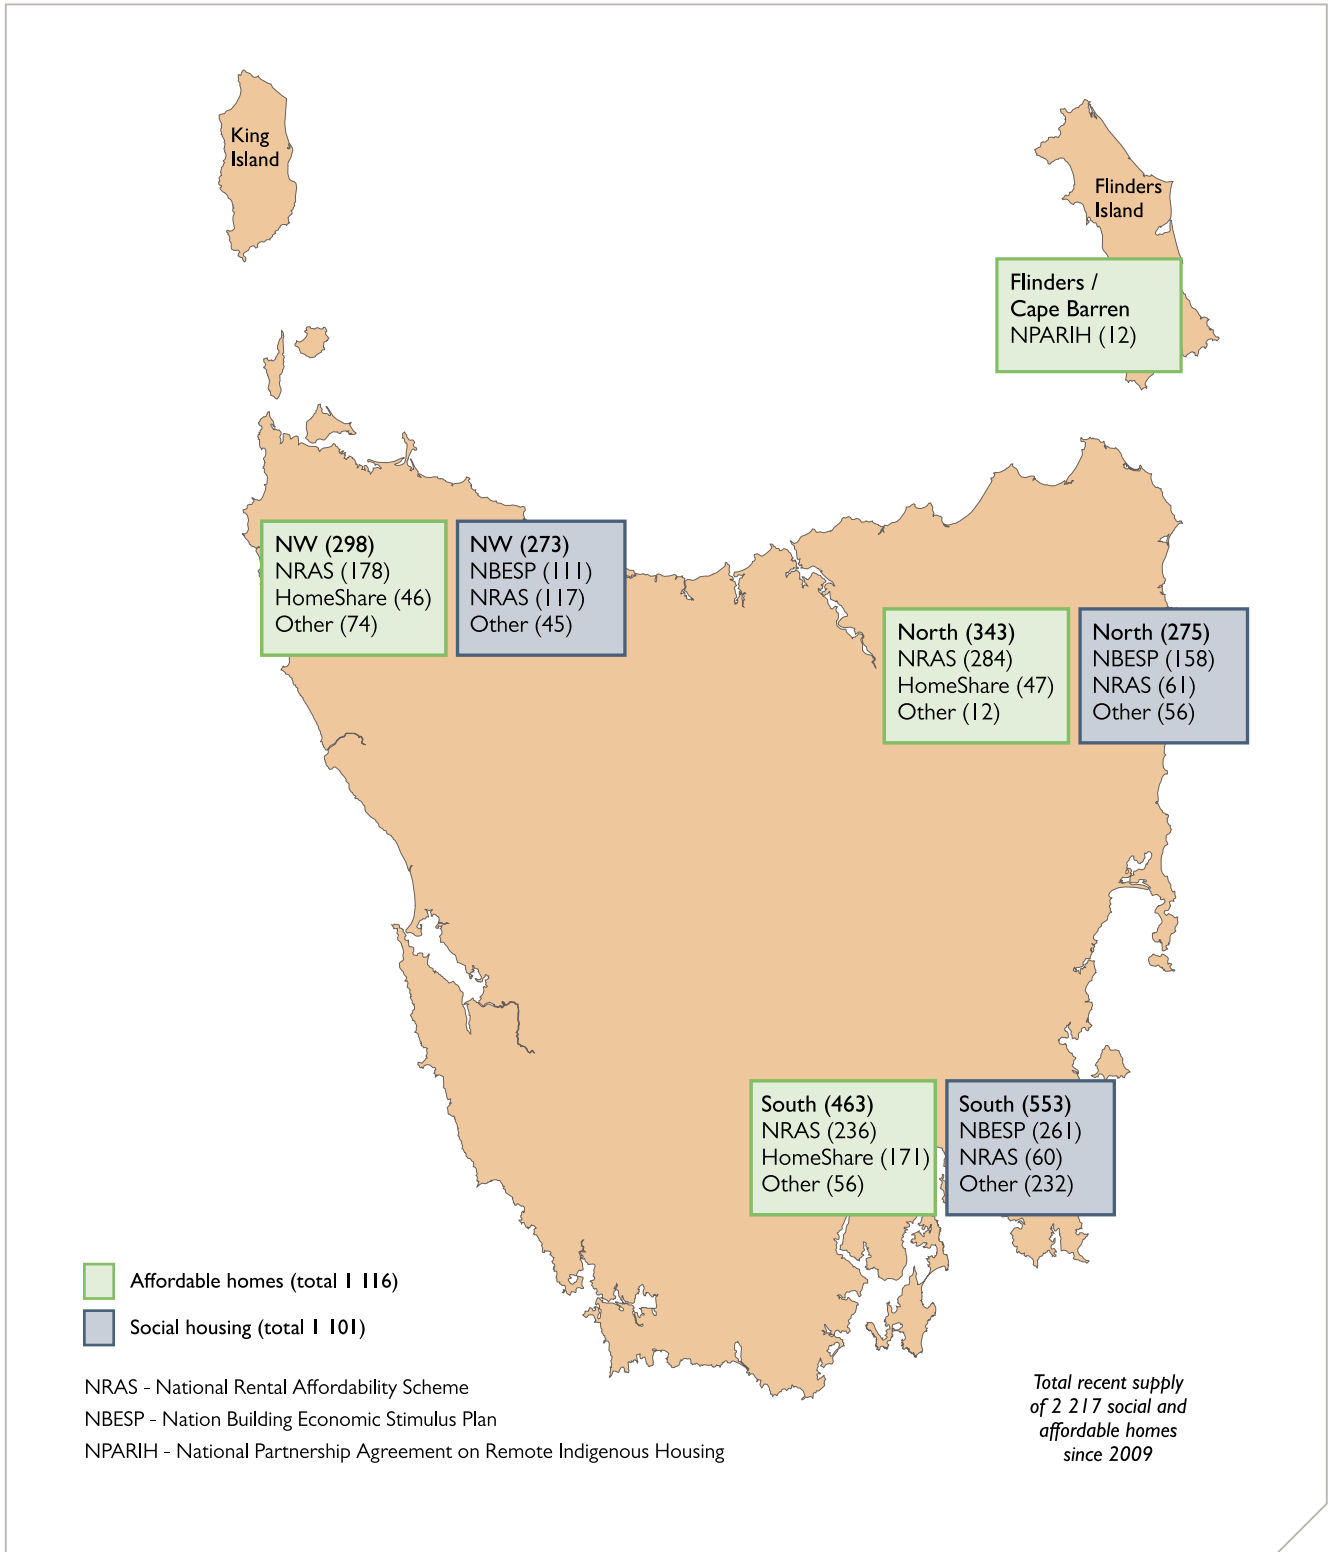 King
Island
Flinders
Island
Flinders /
Cape Barren
NPARIH (12)
NW (298)
NRAS (178)
HomeShare (46)
Other (74)
NW (273)
NBESP (111)
NRAS (117)
Other (45)
North (343)
NRAS (284)
HomeShare (47)
Other (12)
North (275)
NBESP (158)
NRAS (61)
Other (56)
South (463)
NRAS (236)
HomeShare (171)
Other (56)
South (553)
NBESP (261)
NRAS (60)
Other (232)
Affordable homes (total 1 116)
Social housing (total 1 101)
NRAS - National Rental Affordability Scheme
NBESP - Nation Building Economic Stimulus Plan
NPARIH - National Partnership Agreement on Remote Indigenous Housing
Total recent supply
of 2 217 social and
affordable homes
since 2009